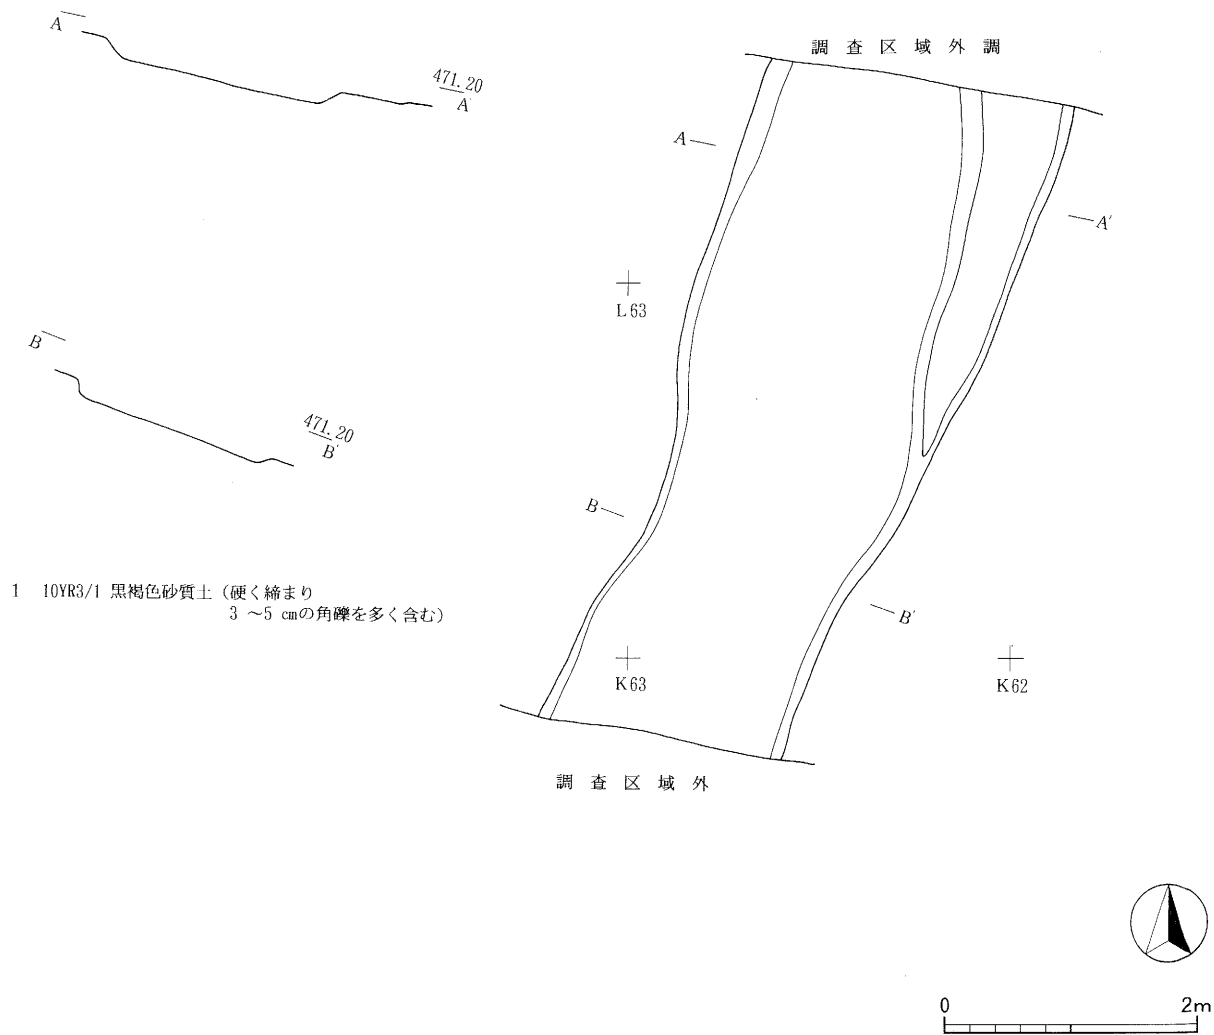 A
471.20
A'
調査区域外調
A
A'
L63
B
471.20
B'
B
B'
1 10YR3/1 黒褐色砂質土（硬く締まり
3 ～5 ㎝の角礫を多く含む）
K63
K62
調査区域外
0 2m